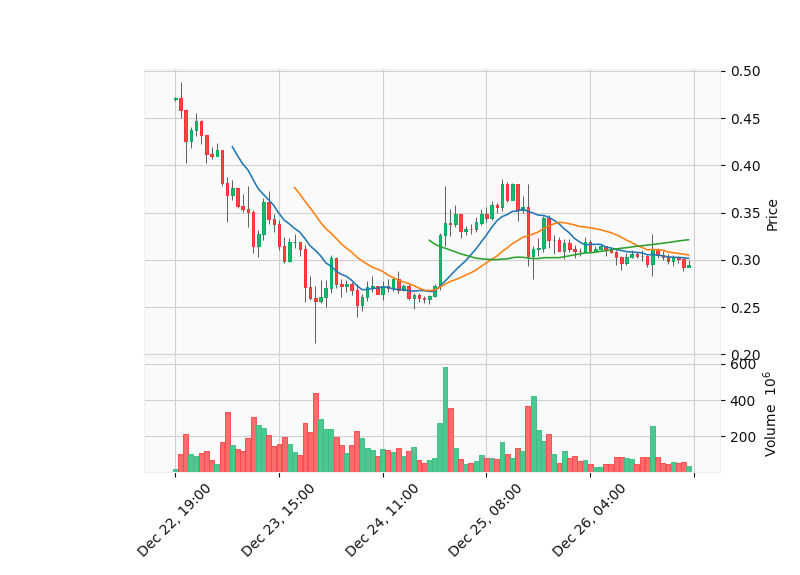 0.50
0.45
0.40
0.35
0.30
0.25
0.20
Price
600
400
200
Volume 10^6
Dec 22, 19:00
Dec 23, 15:00
Dec 24, 11:00
Dec 25, 08:00
Dec 26, 04:00